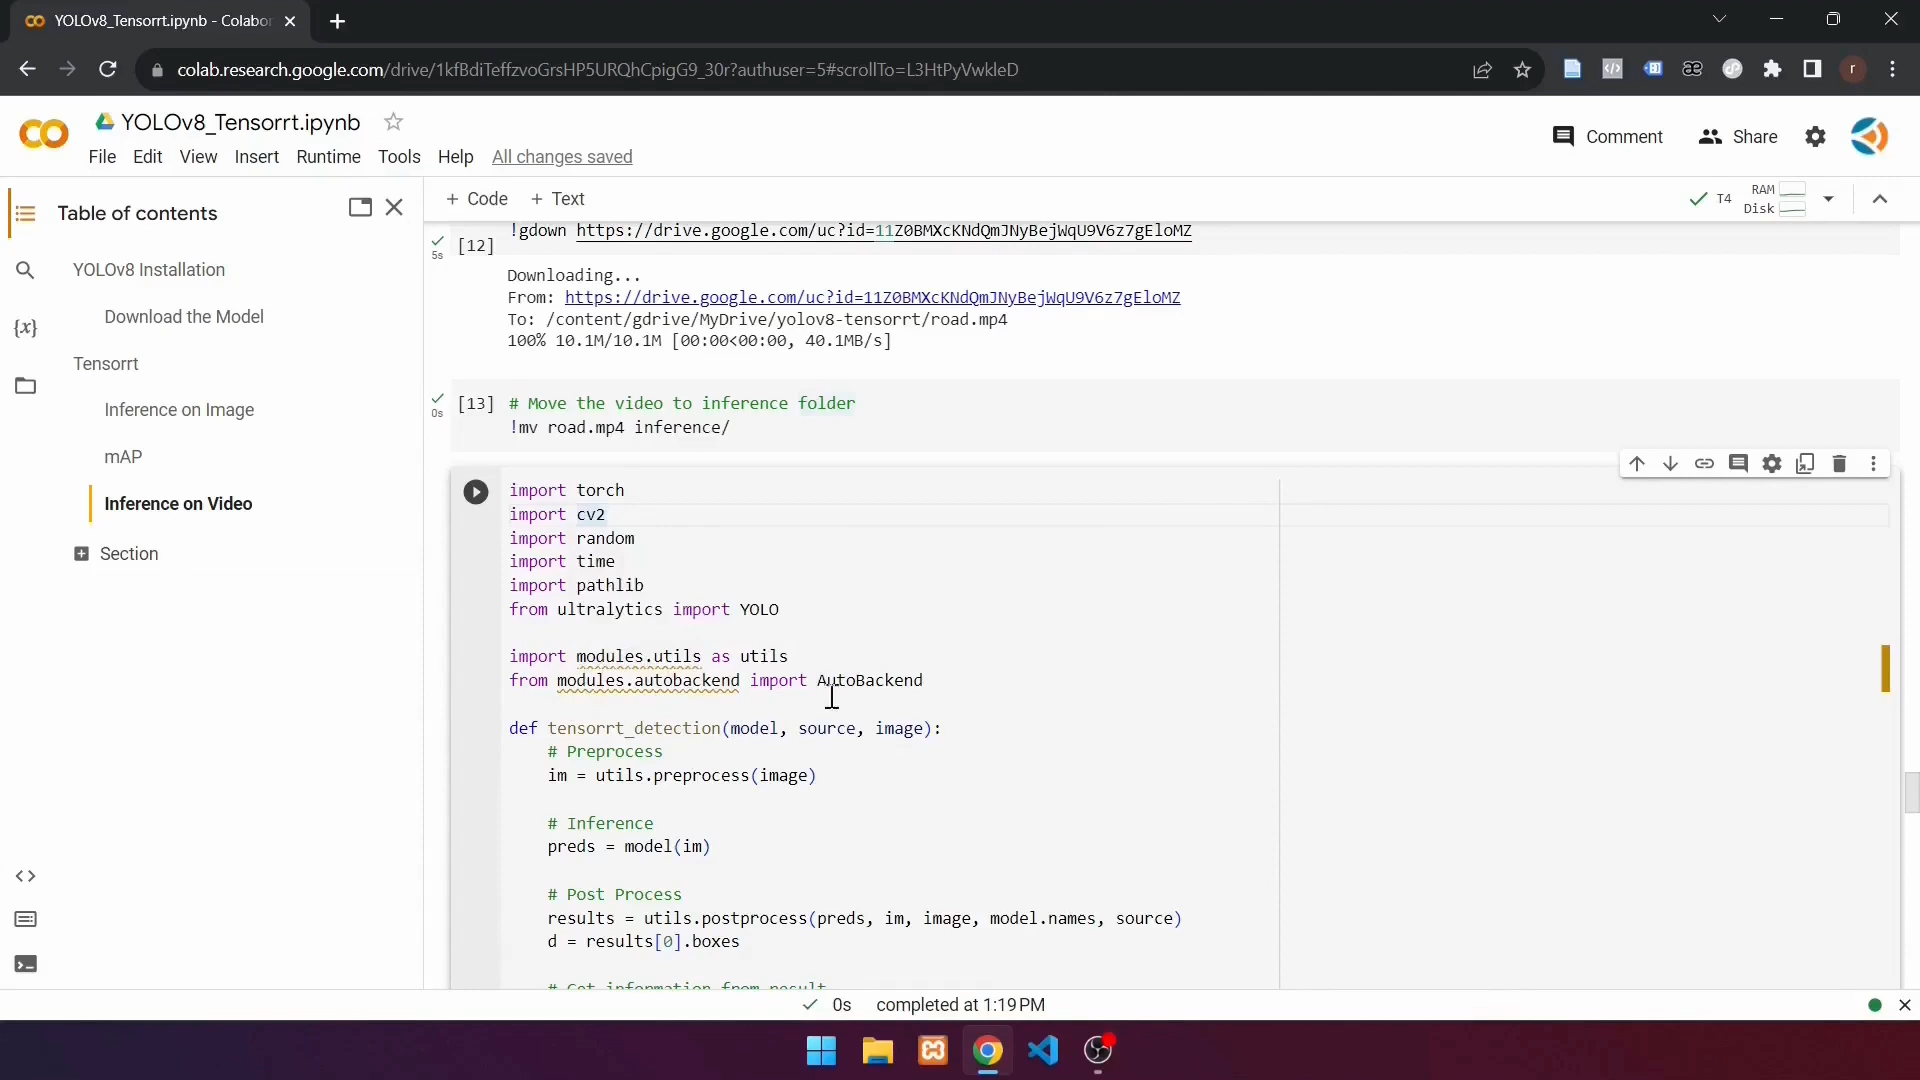 YOLOv8_Tensorrt.ipynb - Colabor
colab.research.google.com/drive/1kfBdiTeffzvoGrsHP5URQhCpigG9_30r?authuser=5#scrollTo=L3HtPyVwkleD
r
YOLOv8_Tensorrt.ipynb
File Edit View Insert Runtime Tools Help All changes saved
Comment Share
Table of contents
YOLOv8 Installation
Download the Model
Tensorrt
Inference on Image
mAP
Inference on Video
Section
{x}
+ Code + Text
T4 RAM
Disk
[12] !gdown https://drive.google.com/uc?id=11Z0BMXcKNdQmJNyBejWqU9V6z7gEloMZ
5s
Downloading...
From: https://drive.google.com/uc?id=11Z0BMXcKNdQmJNyBejWqU9V6z7gEloMZ
To: /content/gdrive/MyDrive/yolov8-tensorrt/road.mp4
100% 10.1M/10.1M [00:00<00:00, 40.1MB/s]
[13] # Move the video to inference folder
0s
!mv road.mp4 inference/
import torch
import cv2
import random
import time
import pathlib
from ultralytics import YOLO
import modules.utils as utils
from modules.autobackend import AutoBackend
def tensorrt_detection(model, source, image):
# Preprocess
im = utils.preprocess(image)
# Inference
preds = model(im)
# Post Process
results = utils.postprocess(preds, im, image, model.names, source)
d = results[0].boxes
# Get information from result
0s completed at 1:19 PM